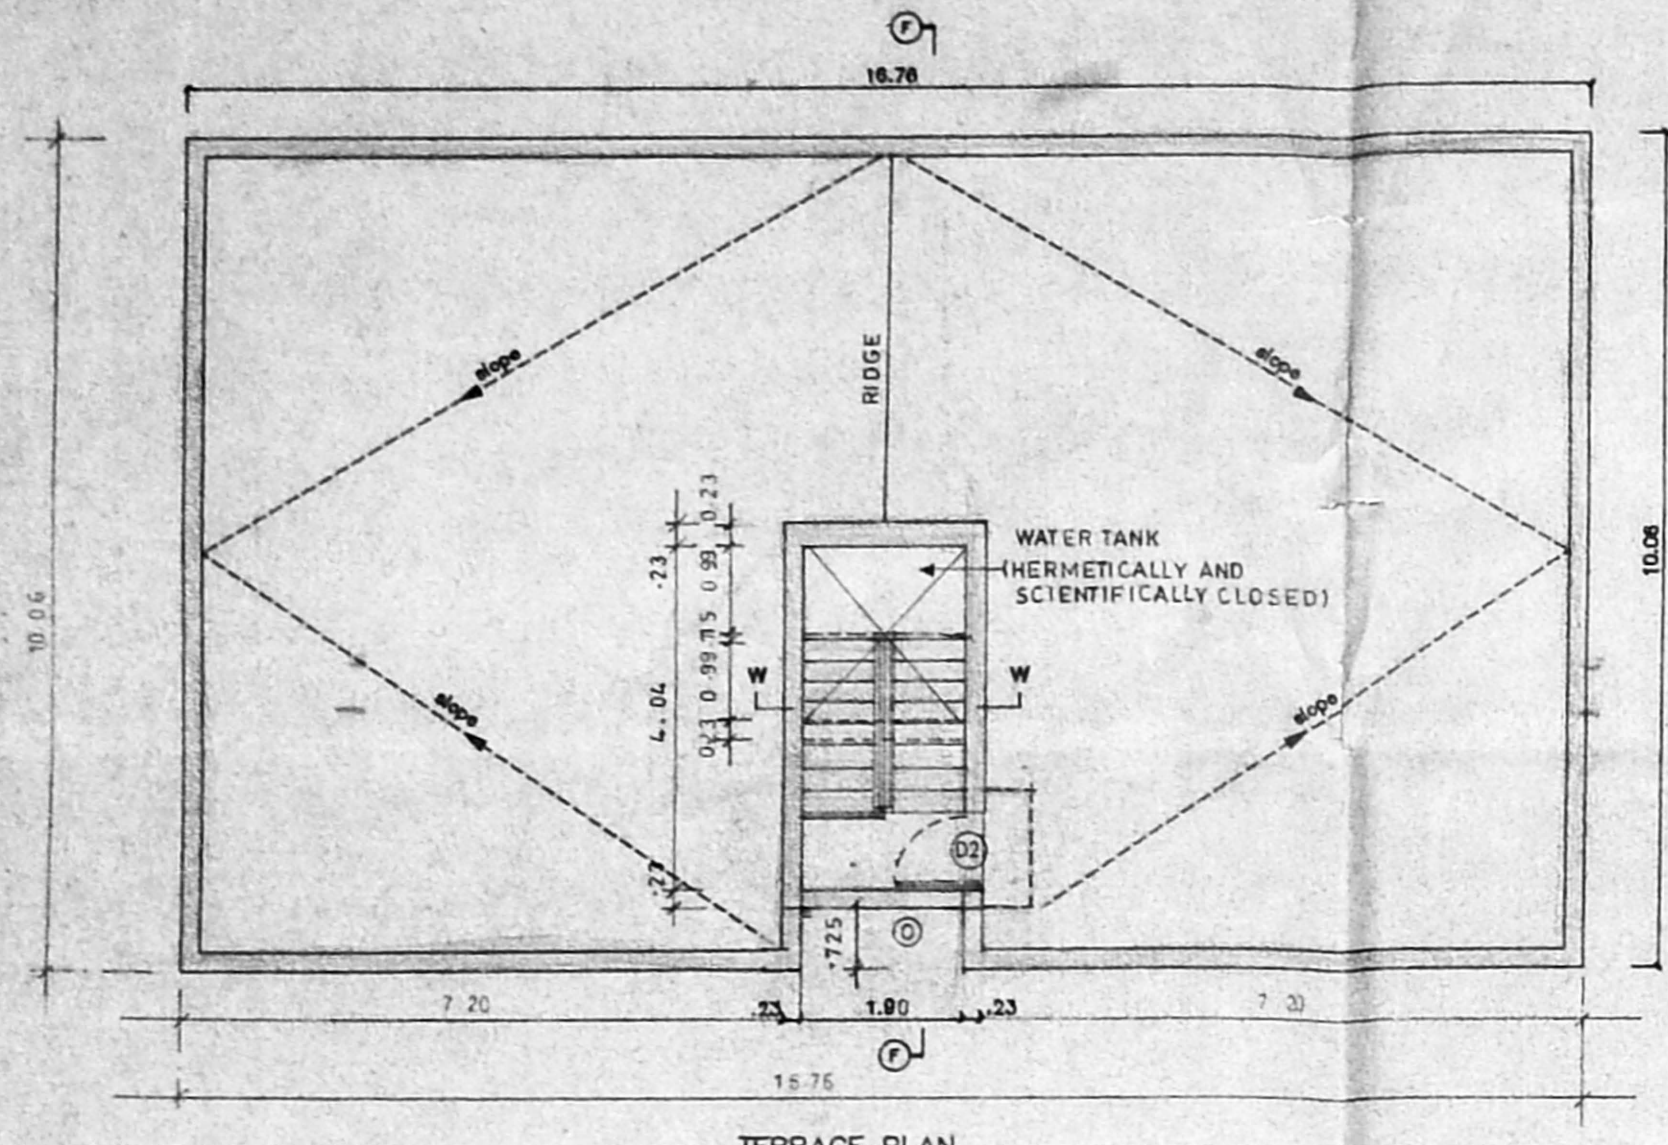 F
16.76
slope
slope
RIDGE
0.23
WATER TANK
(HERMETICALLY AND
SCIENTIFICALLY CLOSED)
.23
0 99
.115
0 99
10.06
10.06
W
W
4.04
0.23
slope
slope
D2
.23
O
.725
7 20
.23
1.90
.23
7 20
F
16.76
TERRACE PLAN